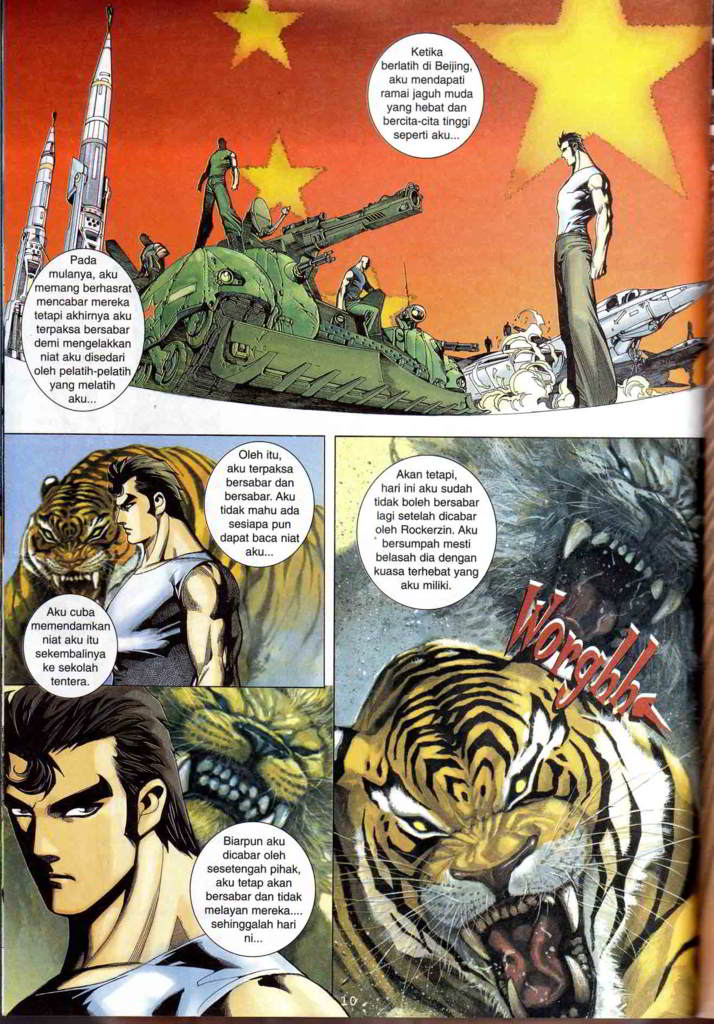 Ketika
berlatih di Beijing,
aku mendapati
ramai jaguh muda
yang hebat dan
bercita-cita tinggi
seperti aku...
Pada
mulanya, aku
memang berhasrat
mencabar mereka
tetapi akhirnya aku
terpaksa bersabar
demi mengelakkan
niat aku disedari
oleh pelatih-pelatih
yang melatih
aku...
Oleh itu,
aku terpaksa
bersabar dan
bersabar. Aku
tidak mahu ada
sesiapa pun
dapat baca niat
aku...
Aku cuba
memendamkan
niat aku itu
sekembalinya
ke sekolah
tentera.
Akan tetapi,
hari ini aku sudah
tidak boleh bersabar
lagi setelah dicabar
oleh Rockerzin. Aku
bersumpah mesti
belasah dia dengan
kuasa terhebat yang
aku miliki.
Worghhh
Biarpun aku
dicabar oleh
sesetengah pihak,
aku tetap akan
bersabar dan tidak
melayan mereka....
sehinggalah hari
ni...
10